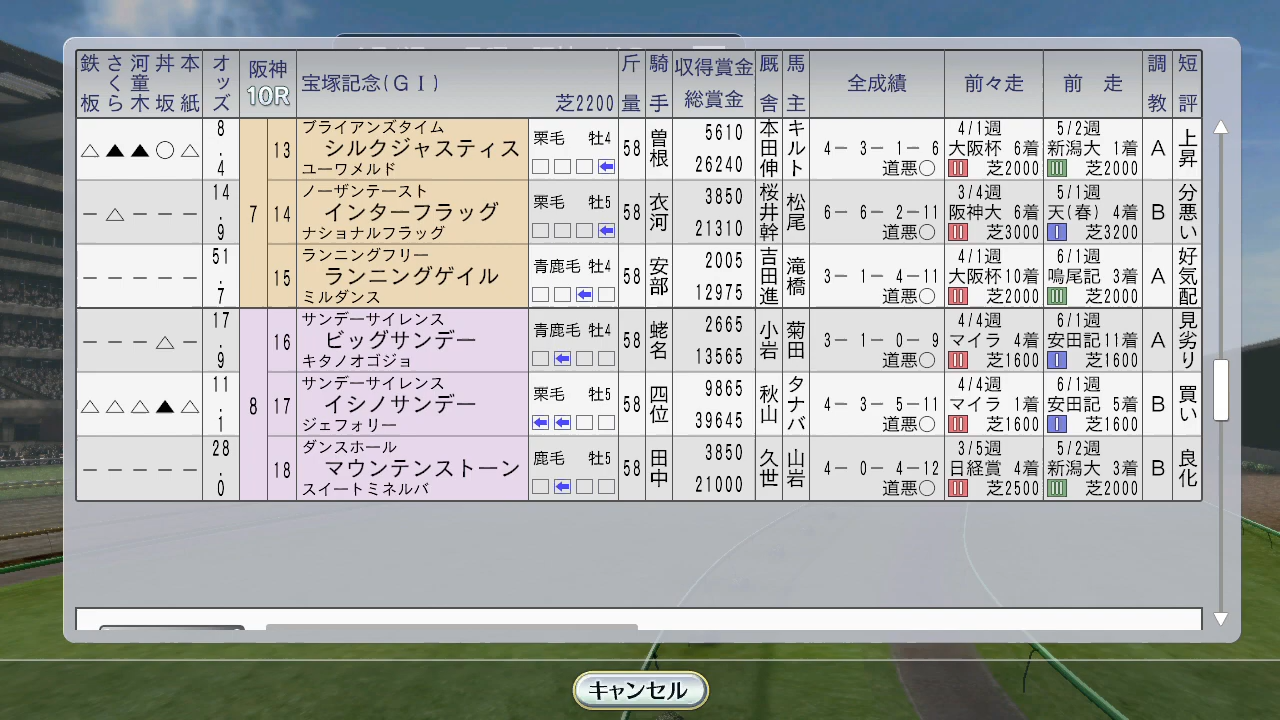 鉄板 さくら 河童木 丼坂 本紙 オッズ 阪神10R 宝塚記念(GⅠ) 芝2200 斤量 騎手 収得賞金 総賞金 厩舎 馬主 全成績 前々走 前 走 調教 短評
△ ▲ ▲ ○ △ 8.4 7 13 ブライアンズタイム 栗毛 牡4 58 曽根 5610 本田伸 キルト 4-3-1-6 4/1週 5/2週 A 上昇
シルクジャスティス 大阪杯 6着 新潟大 1着
ユーワメルド 26240 道悪○ II 芝2000 III 芝2000
- △ - - - 14.9 14 ノーザンテースト 栗毛 牡5 58 衣河 3850 桜井幹 松尾 6-6-2-11 3/4週 5/1週 B 分悪い
インターフラッグ 阪神大 6着 天(春) 4着
ナショナルフラッグ 21310 道悪○ II 芝3000 I 芝3200
- - - - - 51.7 15 ランニングフリー 青鹿毛 牡4 58 安部 2005 吉田進 滝橋 3-1-4-11 4/1週 6/1週 A 好気配
ランニングゲイル 大阪杯10着 鳴尾記 3着
ミルダンス 12975 道悪○ II 芝2000 III 芝2000
- - - △ - 17.9 8 16 サンデーサイレンス 青鹿毛 牡4 58 蛯名 2665 小岩 菊田 3-1-0-9 4/4週 6/1週 A 見劣り
ビッグサンデー マイラ 4着 安田記11着
キタノオゴジョ 13565 道悪○ II 芝1600 I 芝1600
△ △ △ ▲ △ 11.1 17 サンデーサイレンス 栗毛 牡5 58 四位 9865 秋山 タナバ 4-3-5-11 4/4週 6/1週 B 買い
イシノサンデー マイラ 1着 安田記 5着
ジェフォリー 39645 道悪○ II 芝1600 I 芝1600
- - - - - 28.0 18 ダンスホール 鹿毛 牡5 58 田中 3850 久世 山岩 4-0-4-12 3/5週 5/2週 B 良化
マウンテンストーン 日経賞 4着 新潟大 3着
スイートミネルバ 21000 道悪○ II 芝2500 III 芝2000
キャンセル